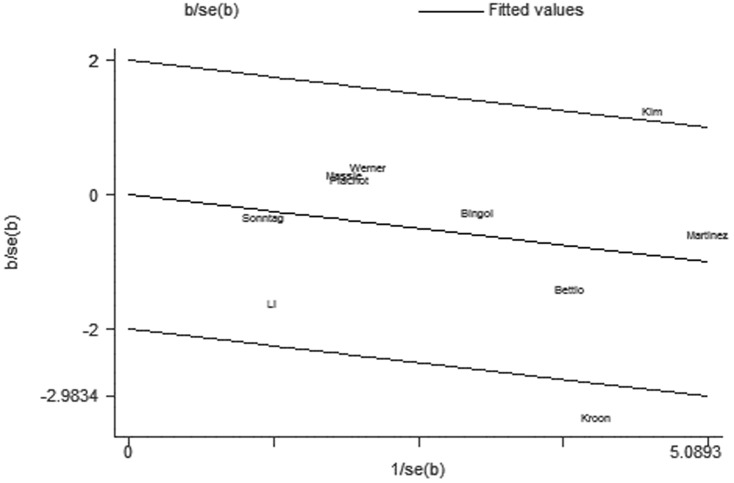 b/se(b) Fitted values
2
Kim
Werner
Massie
Plachot
0
Bingol
Sonntag
Martinez
b/se(b)
Bettio
Li
-2
-2.9834
Kroon
0 5.0893
1/se(b)